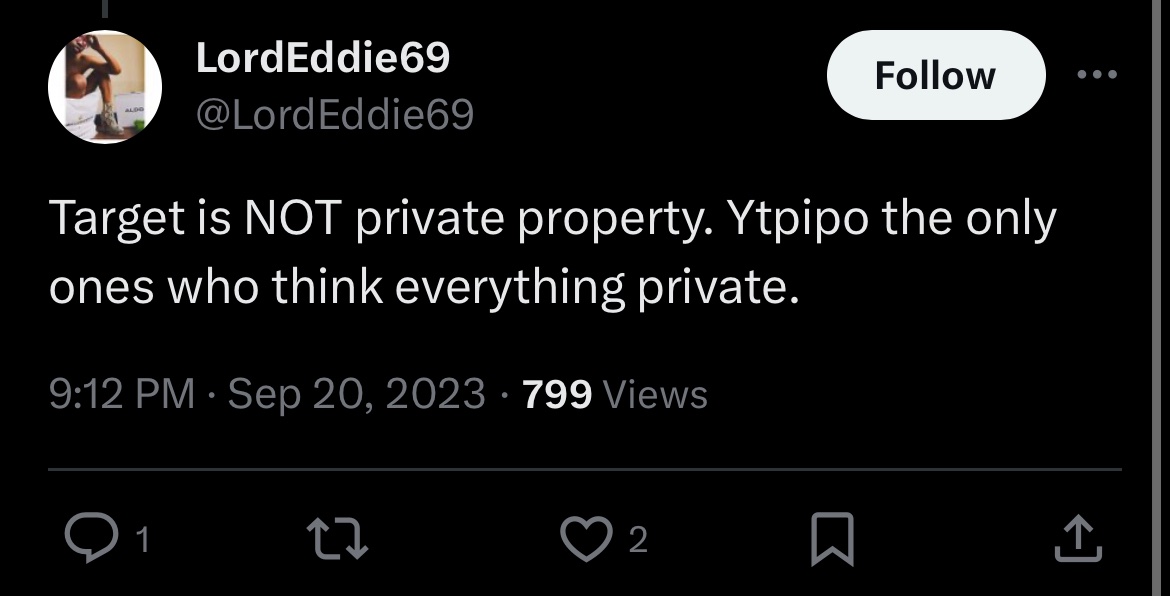 LordEddie69
@LordEddie69
Follow
Target is NOT private property. Ytpipo the only
ones who think everything private.
9:12 PM · Sep 20, 2023 · 799 Views
1
2